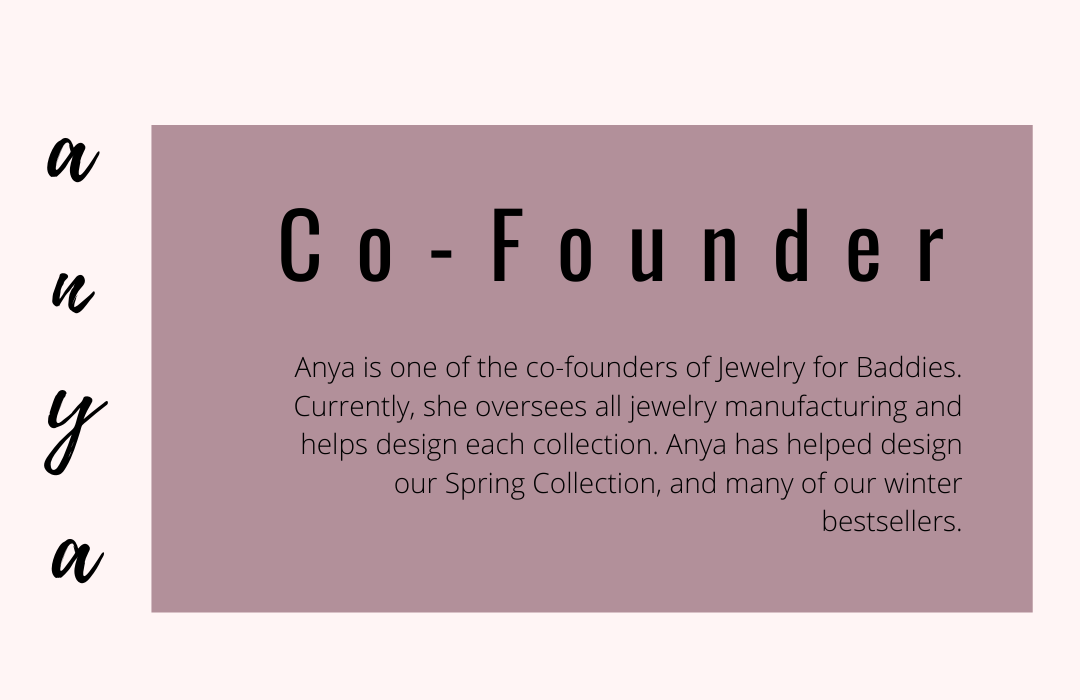 a
n
y
a
Co-Founder
Anya is one of the co-founders of Jewelry for Baddies.
Currently, she oversees all jewelry manufacturing and
helps design each collection. Anya has helped design
our Spring Collection, and many of our winter
bestsellers.